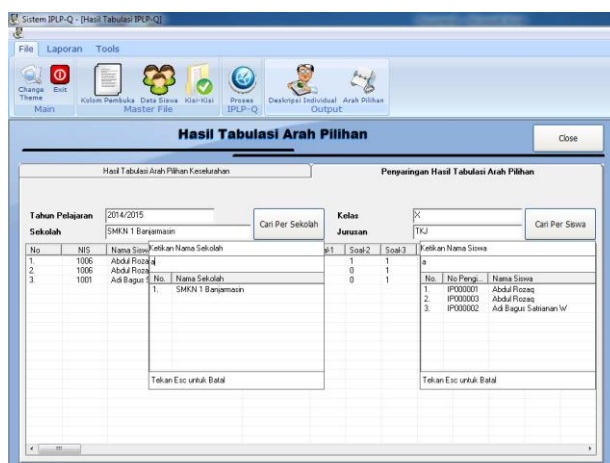 Sistem IPLP-Q - [Hasil Tabulasi IPLP-Q]
File Laporan Tools
Change Theme Exit Kolom Pembuka Data Siswa Kisi-Kisi Proses IPLP-Q Deskripsi Individual Arah Pilihan
Main Master File Output
Hasil Tabulasi Arah Pilihan
Close
Hasil Tabulasi Arah Pilihan Keseluruhan Penyaringan Hasil Tabulasi Arah Pilihan
Tahun Pelajaran 2014/2015 Cari Per Sekolah Kelas X Cari Per Siswa
Sekolah SMKN 1 Banjarmasin Jurusan TKJ
No NIS Nama Sisw Ketikan Nama Sekolah Soal-2 Soal-3 Ketikan Nama Siswa
1. 1006 Abdul Roza a 1 1 a
2. 1006 Abdul Roza 0 1
3. 1001 Adi Bagus 0 1
No. Nama Sekolah
1. SMKN 1 Banjarmasin
Tekan Esc untuk Batal
No. No Pengi... Nama Siswa
1. IP000001 Abdul Rozaq
2. IP000003 Abdul Rozaq
3. IP000002 Adi Bagus Satrianan W
Tekan Esc untuk Batal